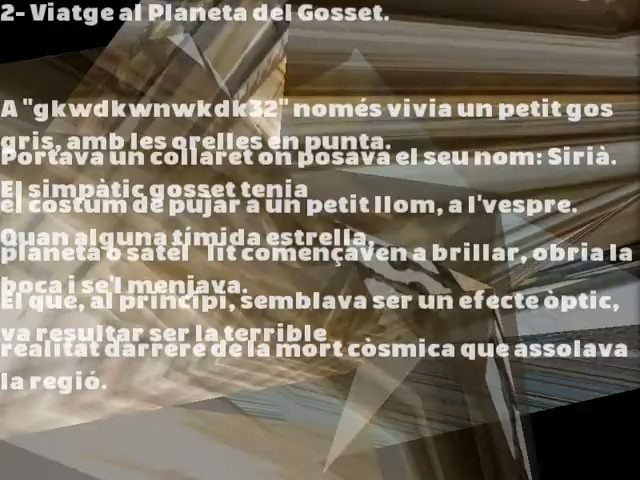 2- Viatge al Planeta del Gosset.
A "gkwdkwnwkdk32" només vivia un petit gos
gris, amb les orelles en punta.
Portava un collaret on posava el seu nom: Sirià.
El simpàtic gosset tenia
el costum de pujar a un petit llom, a l'vespre.
Quan alguna tímida estrella,
planeta o satèl   lit començaven a brillar, obria la
boca i se'l menjava.
El que, al principi, semblava ser un efecte òptic,
va resultar ser la terrible
realitat darrere de la mort còsmica que assolava
la regió.